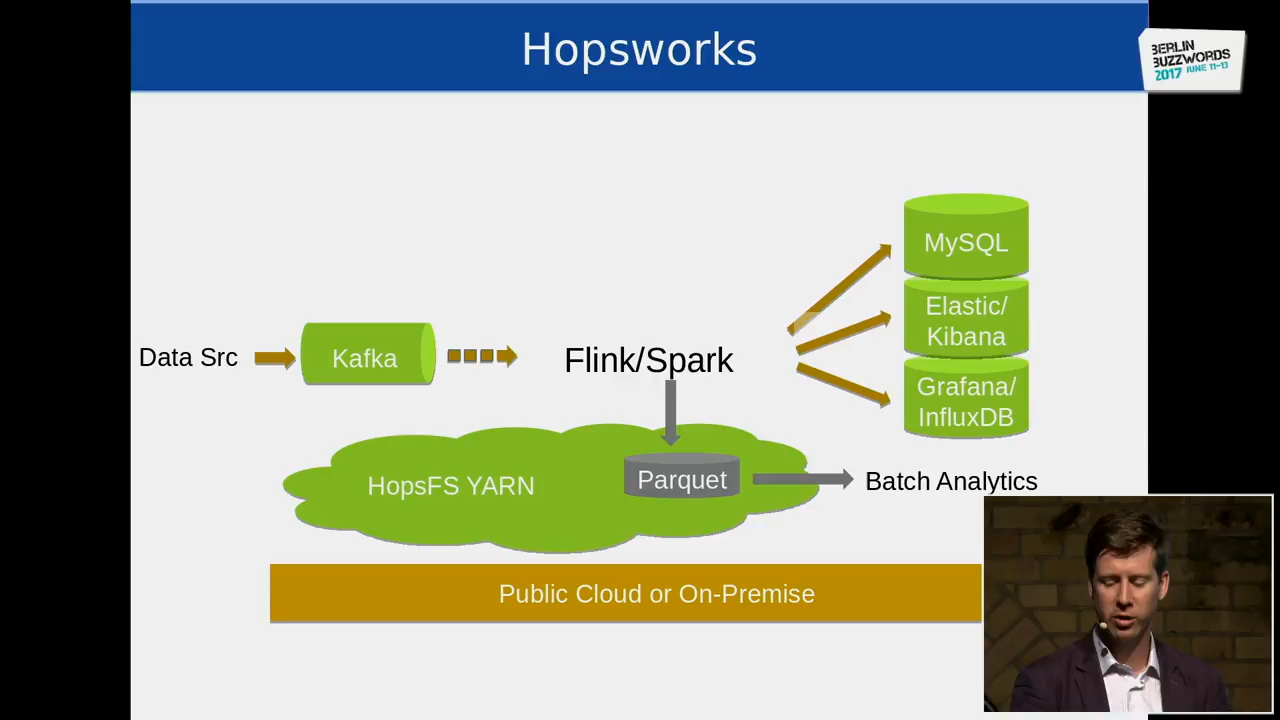 Hopsworks
BERLIN
BUZZWORDS
2017 JUNE 11-13
MySQL
Elastic/
Kibana
Data Src
Kafka
Flink/Spark
Grafana/
InfluxDB
HopsFS YARN
Parquet
Batch Analytics
Public Cloud or On-Premise